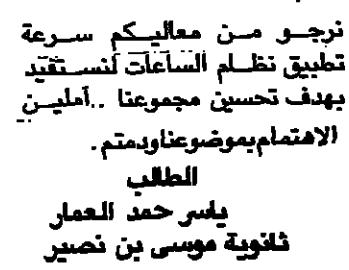 نرجو من معاليكم سرعة
تطبيق نظام الساعات لنستفيد
بهدف تحسين مجموعنا .. آملين
الاهتمام بموضوعنا ودمتم .
الطالب
ياسر حمد العمار
ثانوية موسى بن نصير